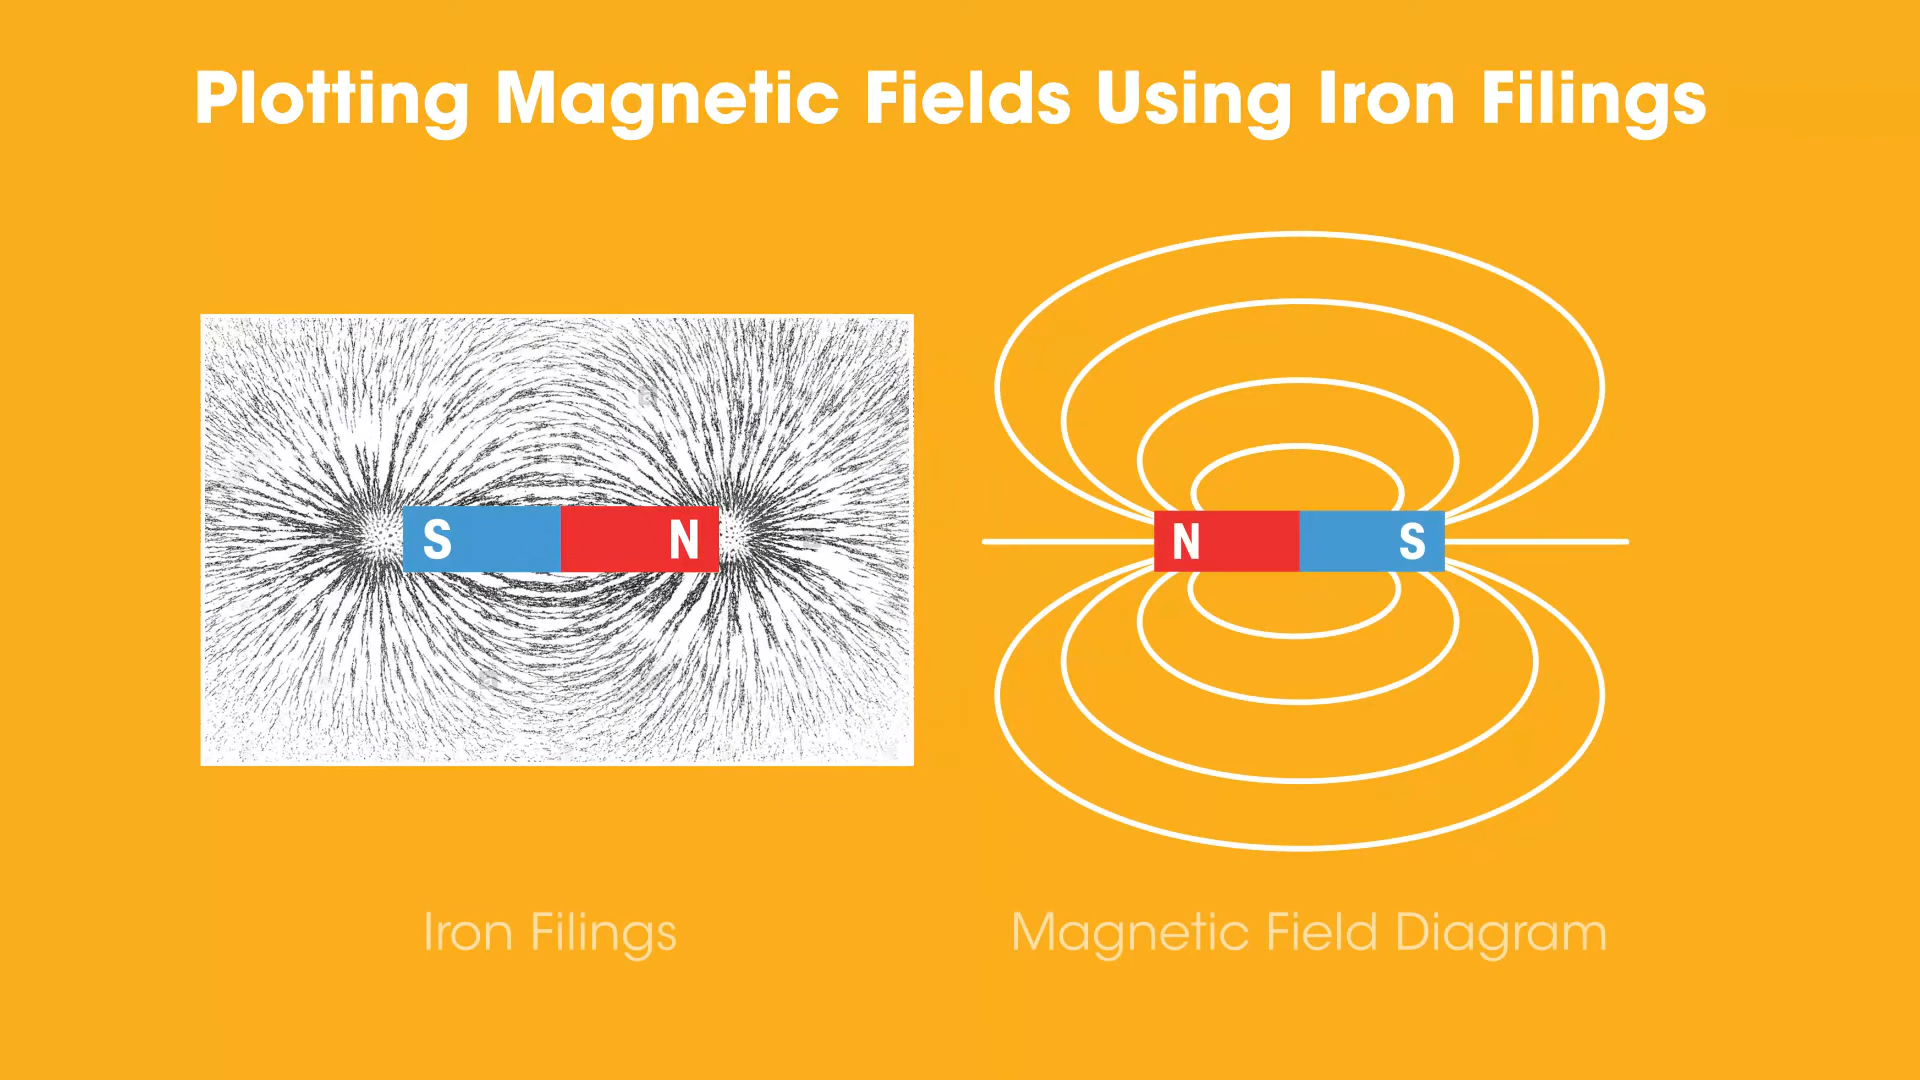 Plotting Magnetic Fields Using Iron Filings
S N
N S
Iron Filings
Magnetic Field Diagram